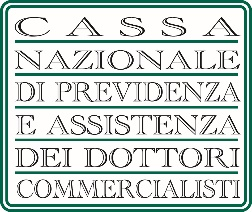 CASSA
NAZIONALE
DI PREVIDENZA
E ASSISTENZA
DEI DOTTORI
COMMERCIALISTI